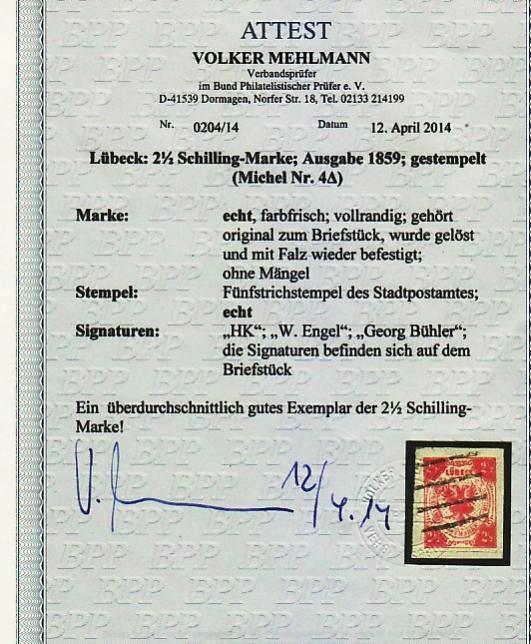 ATTEST
VOLKER MEHLMANN
Verbandsprüfer
im Bund Philatelistischer Prüfer e. V.
D-41539 Dormagen, Norfer Str. 18, Tel. 02133 214199
Nr. 0204/14 Datum 12. April 2014
Lübeck: 2½ Schilling-Marke; Ausgabe 1859; gestempelt
(Michel Nr. 4Δ)
Marke: echt, farbfrisch; vollrandig; gehört
original zum Briefstück, wurde gelöst
und mit Falz wieder befestigt;
ohne Mängel
Stempel: Fünfstrichstempel des Stadtpostamtes;
echt
Signaturen: „HK“; „W. Engel“; „Georg Bühler“;
die Signaturen befinden sich auf dem
Briefstück
Ein überdurchschnittlich gutes Exemplar der 2½ Schilling-
Marke!
12/4.14
LÜBECK
BPP